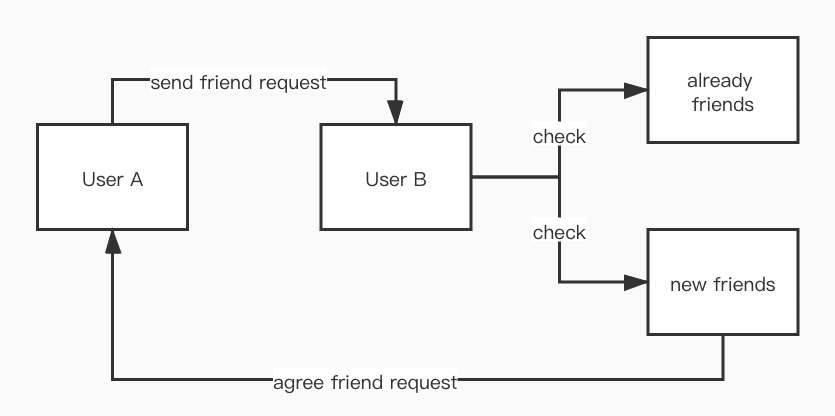 send friend request
already
friends
check
User A
User B
check
new friends
agree friend request